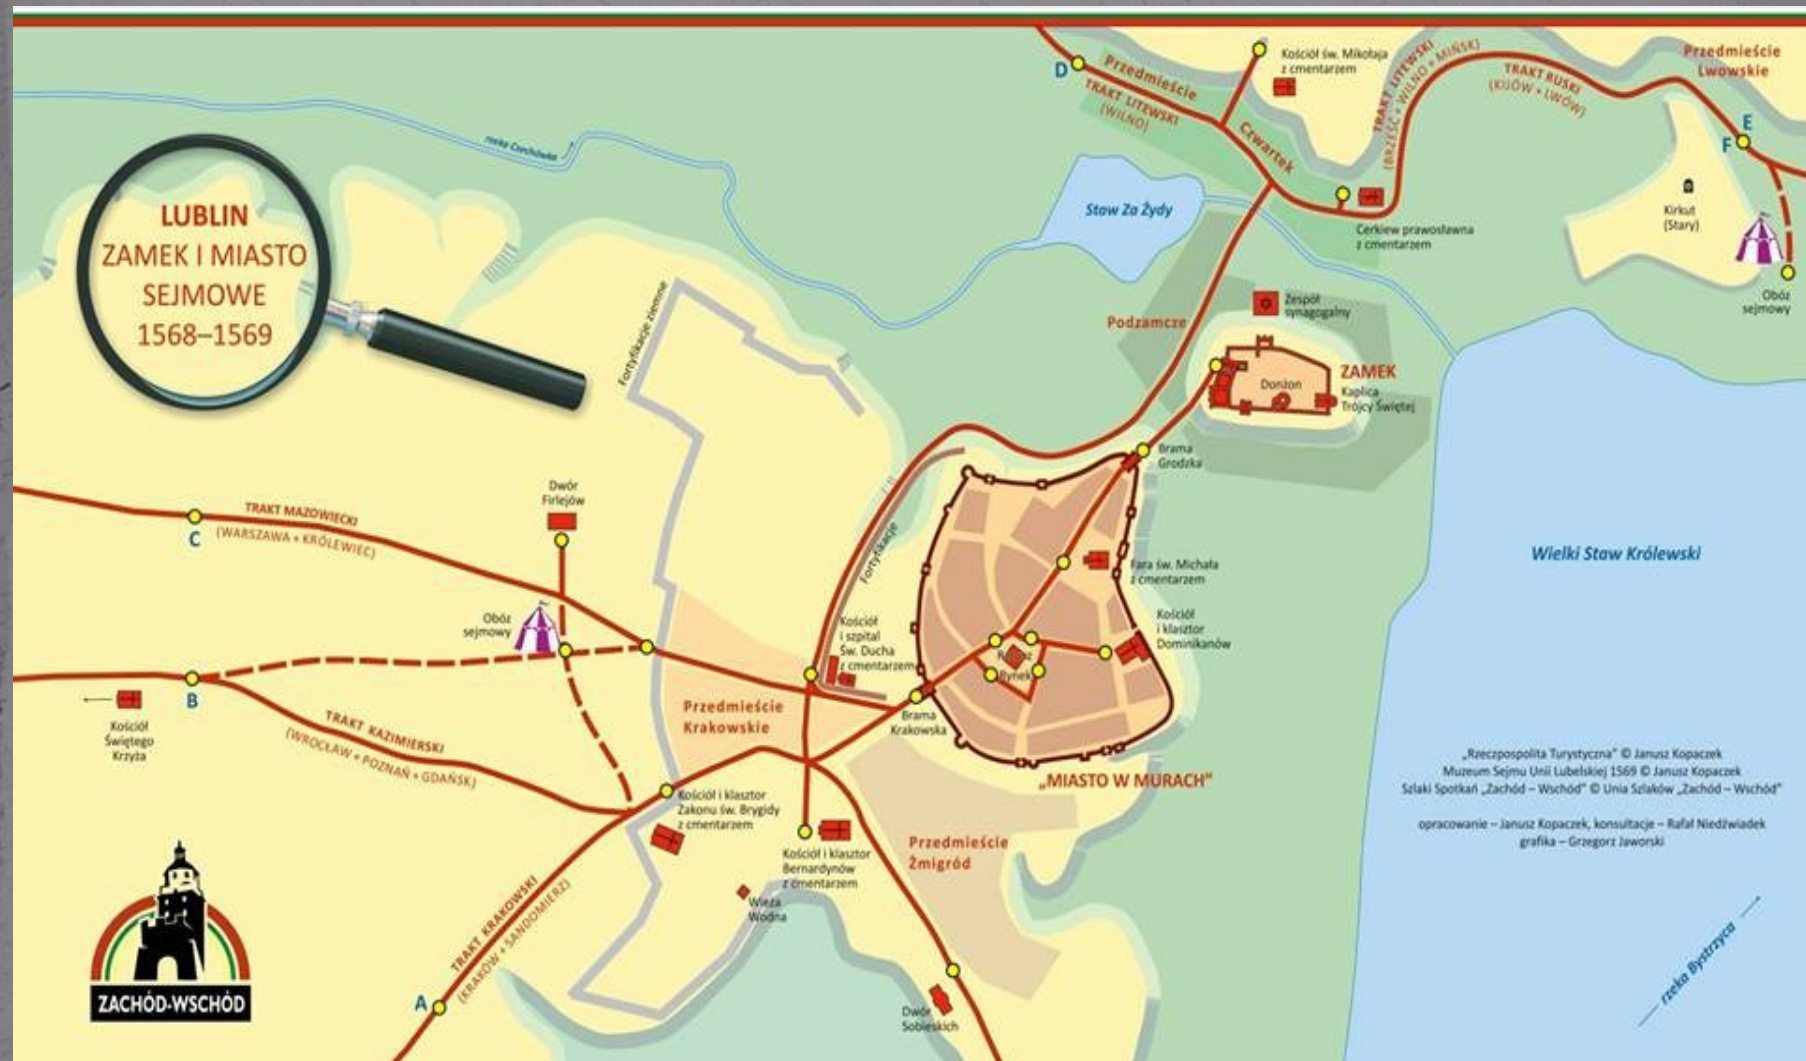 LUBLIN
ZAMEK I MIASTO
SEJMOWE
1568–1569
rzeka Czechówka
Fortyfikacje ziemne
D
Przedmieście
TRAKT LITEWSKI
(WILNO)
Czwartek
Kościół św. Mikołaja
z cmentarzem
TRAKT LITEWSKI
(BRZEŚĆ + WILNO + MIŃSK)
TRAKT RUSKI
(KIJÓW + LWÓW)
Przedmieście
Lwowskie
E
F
Kirkut
(Stary)
Obóz
sejmowy
Staw Za Żydy
Cerkiew prawosławna
z cmentarzem
Podzamcze
Zespół
synagogalny
ZAMEK
Donżon
Kaplica
Trójcy Świętej
Brama
Grodzka
TRAKT MAZOWIECKI
(WARSZAWA + KRÓLEWIEC)
C
Dwór
Firlejów
Obóz
sejmowy
Fortyfikacje
Kościół
i szpital
Św. Ducha
z cmentarzem
Fara św. Michała
z cmentarzem
Kościół
i klasztor
Dominikanów
Rynek
Wielki Staw Królewski
B
Kościół
Świętego
Krzyża
TRAKT KAZIMIERSKI
(WROCŁAW + POZNAŃ + GDAŃSK)
Przedmieście
Krakowskie
Brama
Krakowska
„MIASTO W MURACH"
Kościół i klasztor
Zakonu św. Brygidy
z cmentarzem
Kościół i klasztor
Bernardynów
z cmentarzem
Wieża
Wodna
Przedmieście
Żmigród
TRAKT KRAKOWSKI
(KRAKÓW + SANDOMIERZ)
A
Dwór
Sobieskich
„Rzeczpospolita Turystyczna" © Janusz Kopaczek
Muzeum Sejmu Unii Lubelskiej 1569 © Janusz Kopaczek
Szlaki Spotkań „Zachód – Wschód" © Unia Szlaków „Zachód – Wschód"
opracowanie – Janusz Kopaczek, konsultacje – Rafał Niedźwiadek
grafika – Grzegorz Jaworski
rzeka Bystrzyca
ZACHÓD-WSCHÓD